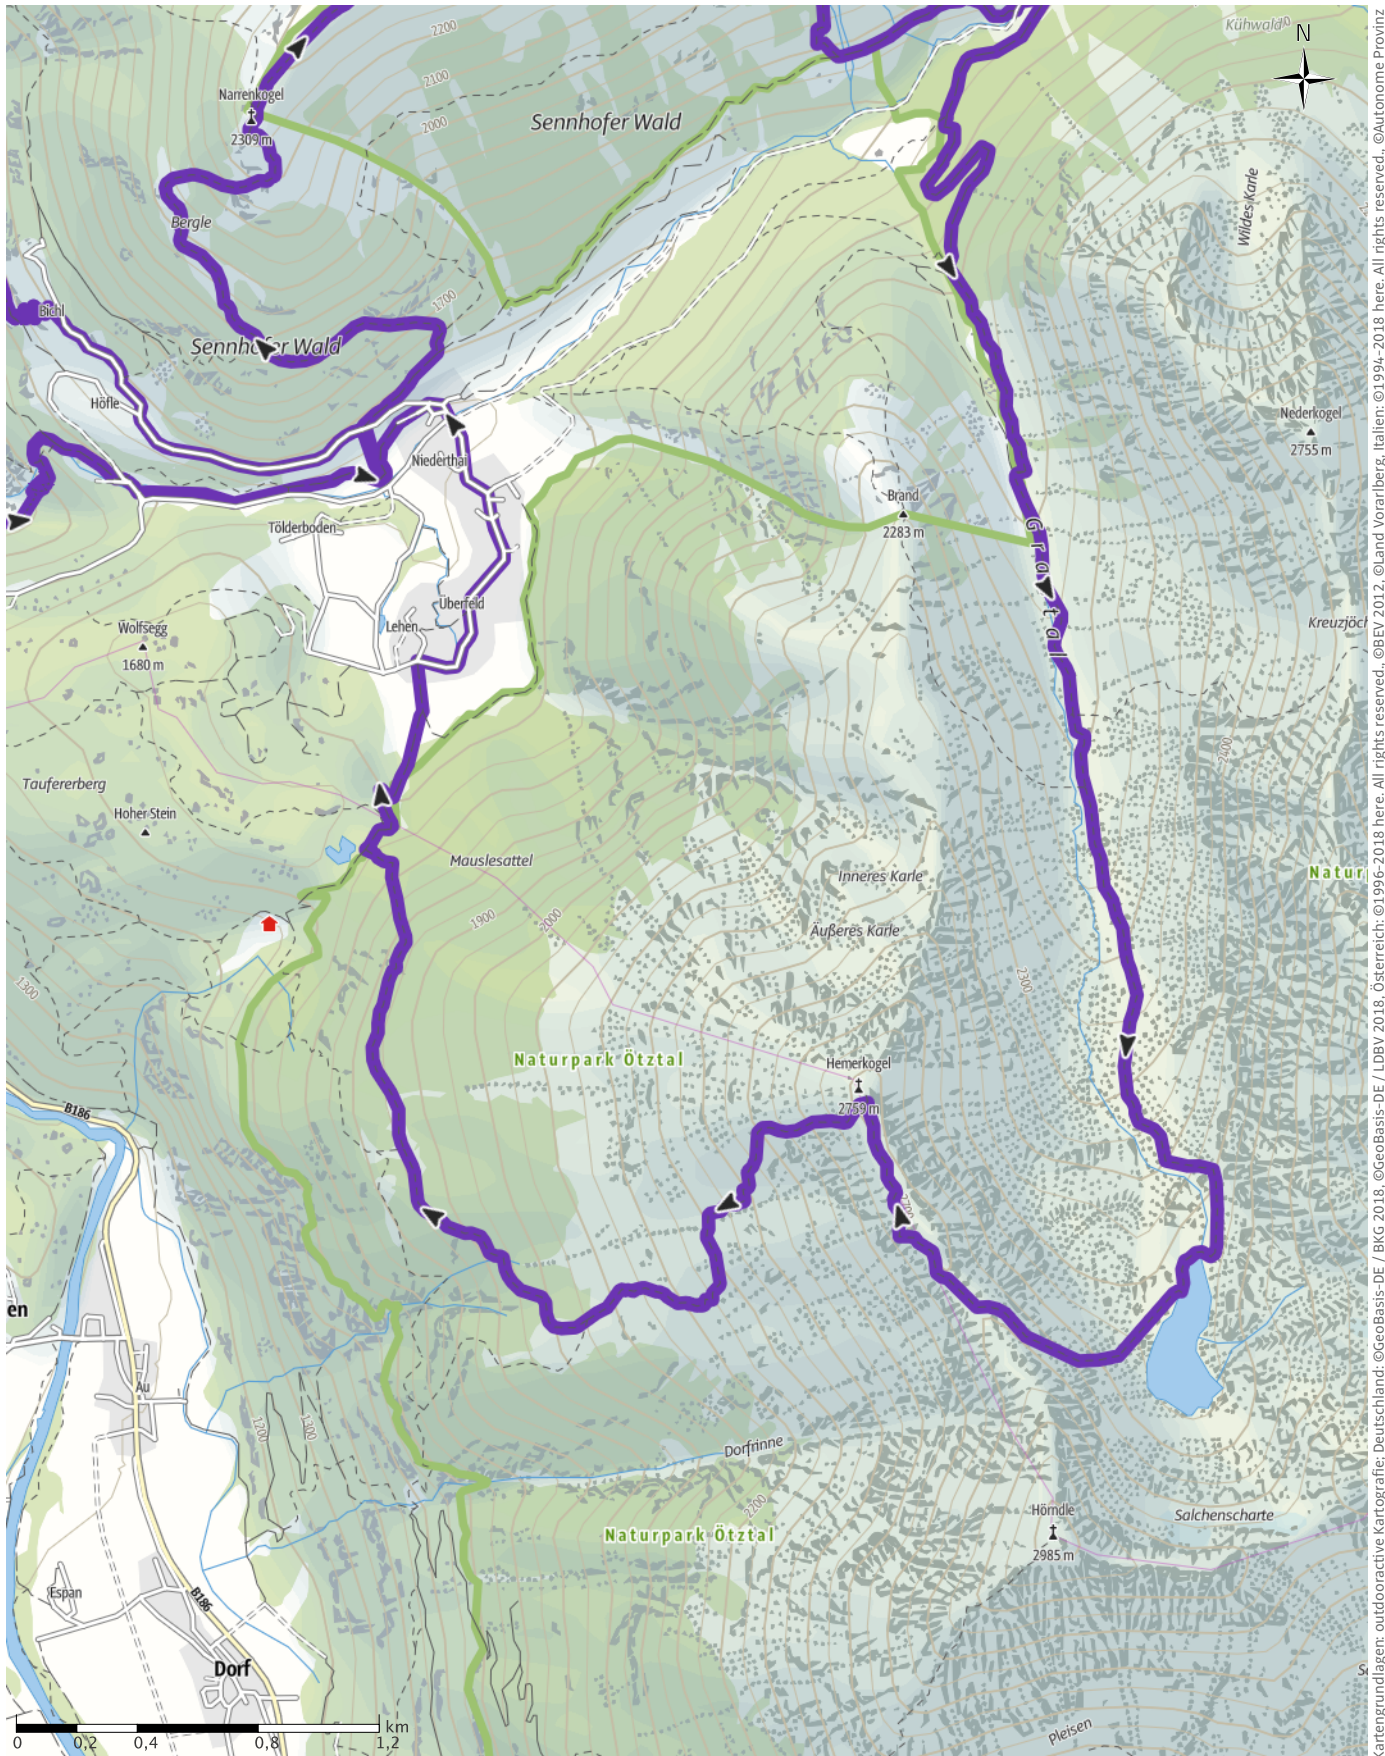 2200
Kühwald
N
2100
Narrenkogel
2309 m
2000
Sennhofer Wald
Wildes Karle
Bergle
1700
Bichl
Sennhofer Wald
Höfle
Nederkogel
2755 m
Niederthai
Brand
2283 m
Tölderboden
Gratal
Überfeld
Lehen
Wolfsegg
1680 m
Kreuzjöch
2400
Taufererberg
Hoher Stein
Mauslesattel
Inneres Karle
Natur
1900
2000
Äußeres Karle
1300
2300
Naturpark Ötztal
Hemerkogel
2759 m
B186
2700
en
Au
1200
1300
Dorfrinne
2200
Hörndle
2985 m
Salchenscharte
Naturpark Ötztal
Espan
B186
Dorf
Pleisen
km
0 0,2 0,4 0,8 1,2
artengrundlagen: outdooractive Kartografie; Deutschland: ©GeoBasis-DE / BKG 2018, ©GeoBasis-DE / LDBV 2018, Österreich: ©1996-2018 here. All rights reserved., ©BEV 2012, ©Land Vorarlberg, Italien: ©1994-2018 here. All rights reserved., ©Autonome Provinz